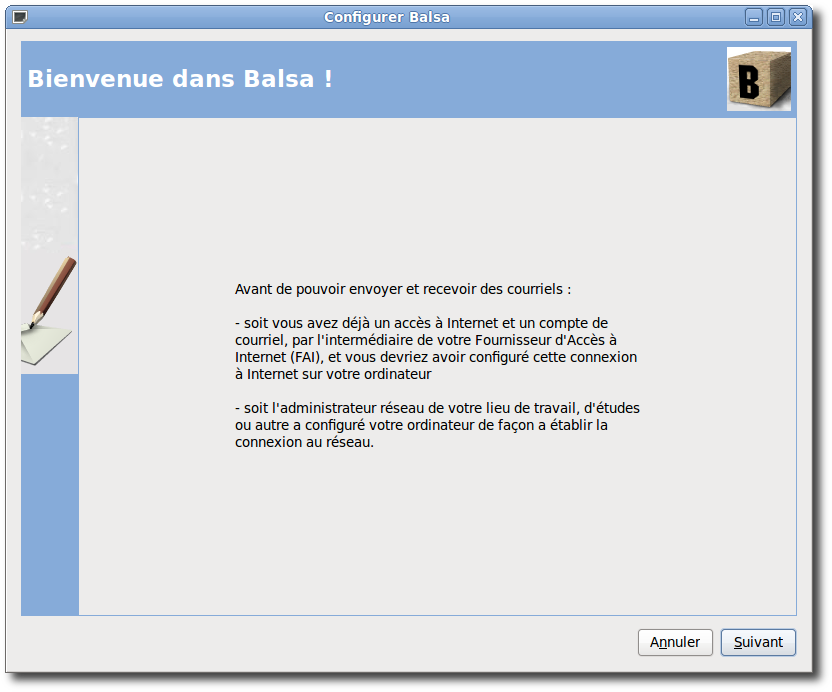 Configurer Balsa
Bienvenue dans Balsa !
B
Avant de pouvoir envoyer et recevoir des courriels :
- soit vous avez déjà un accès à Internet et un compte de
courriel, par l'intermédiaire de votre Fournisseur d'Accès à
Internet (FAI), et vous devriez avoir configuré cette connexion
à Internet sur votre ordinateur
- soit l'administrateur réseau de votre lieu de travail, d'études
ou autre a configuré votre ordinateur de façon a établir la
connexion au réseau.
Annuler
Suivant